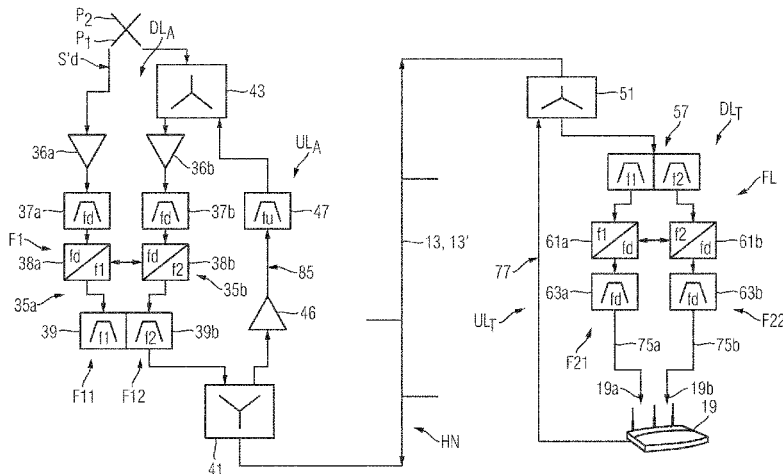 P2
P1
DLA
S'd
43
51
57
DLT
36a
36b
ULA
f1 f2
FL
37a
fd
fd
37b
fu
47
F1
fd
f1
fd
f2
13, 13'
61a
f1
fd
f2
fd
61b
38a
38b
85
77
35a
35b
63a
fd
fd
63b
39
f1 f2
39b
46
ULT
F21
F22
75a
75b
F11
F12
19a
19b
19
41
HN